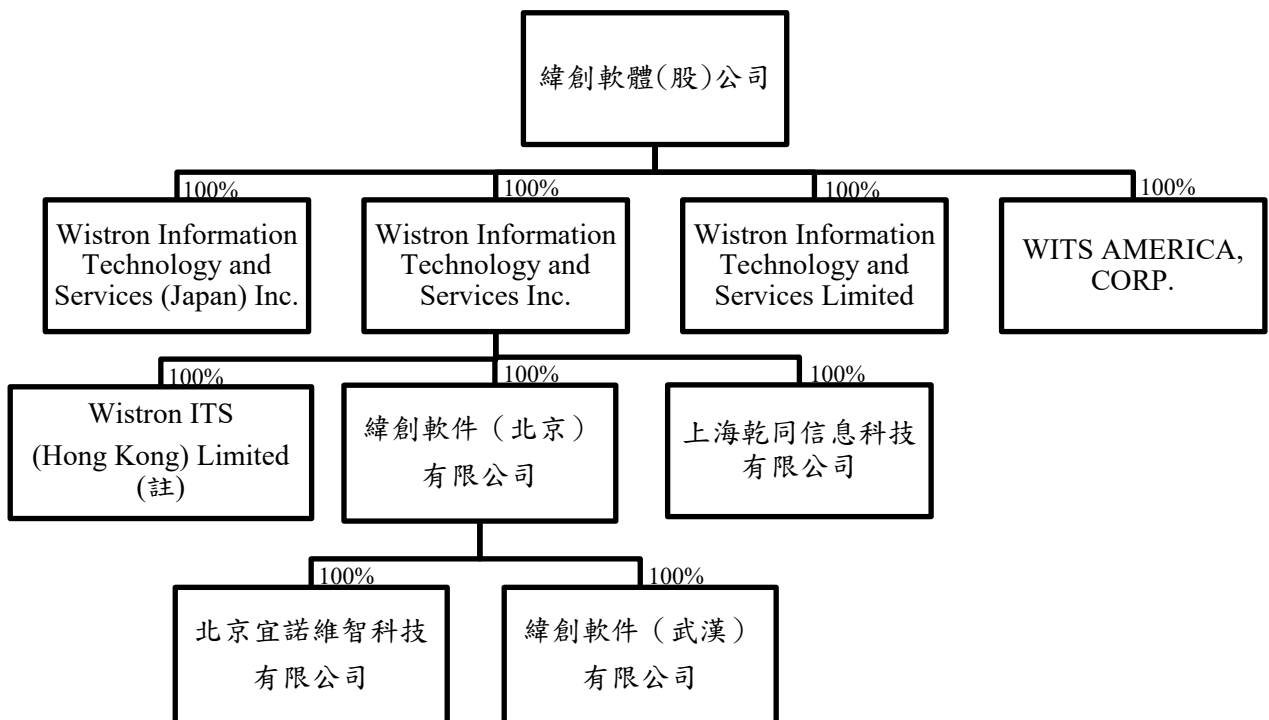 緯創軟體(股)公司
100%
100%
100%
100%
Wistron Information
Technology and
Services (Japan) Inc.
Wistron Information
Technology and
Services Inc.
Wistron Information
Technology and
Services Limited
WITS AMERICA,
CORP.
100%
100%
100%
Wistron ITS
(Hong Kong) Limited
(註)
緯創軟件（北京）
有限公司
上海乾同信息科技
有限公司
100%
100%
北京宜諾維智科技
有限公司
緯創軟件（武漢）
有限公司